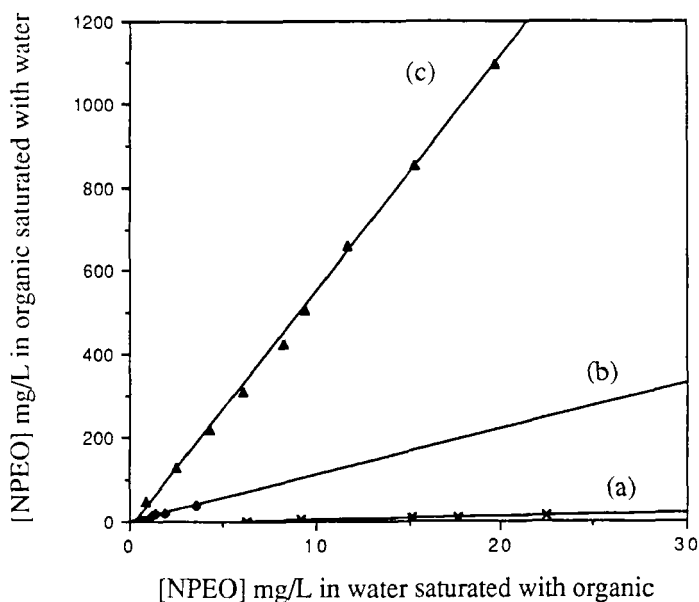 [NPEO] mg/L in organic saturated with water
1200
1000
800
600
400
200
0
0
10
20
30
(c)
(b)
(a)
[NPEO] mg/L in water saturated with organic